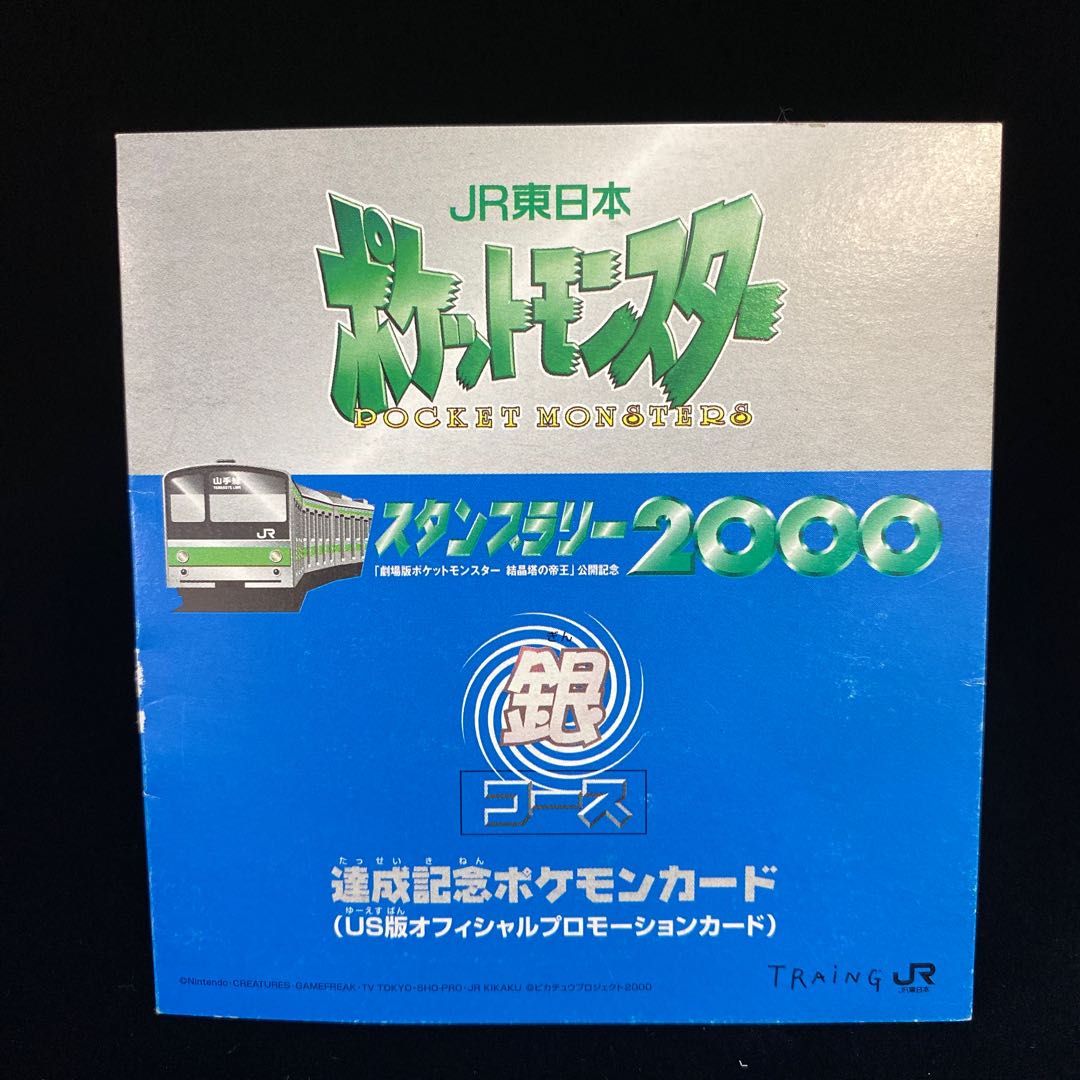 JR東日本
ポケットモンスター
POCKET MONSTERS
山手線
YAMANOTE LINE
JR
スタンプラリー2000
「劇場版ポケットモンスター 結晶塔の帝王」公開記念
ぎん
銀
コース
たっせい き ねん
達成記念ポケモンカード
ゆーえすばん
(US版オフィシャルプロモーションカード)
TRAiNG JR
JR東日本
©Nintendo・CREATURES・GAMEFREAK・TV TOKYO・SHO-PRO・JR KIKAKU ©ピカチュウプロジェクト2000